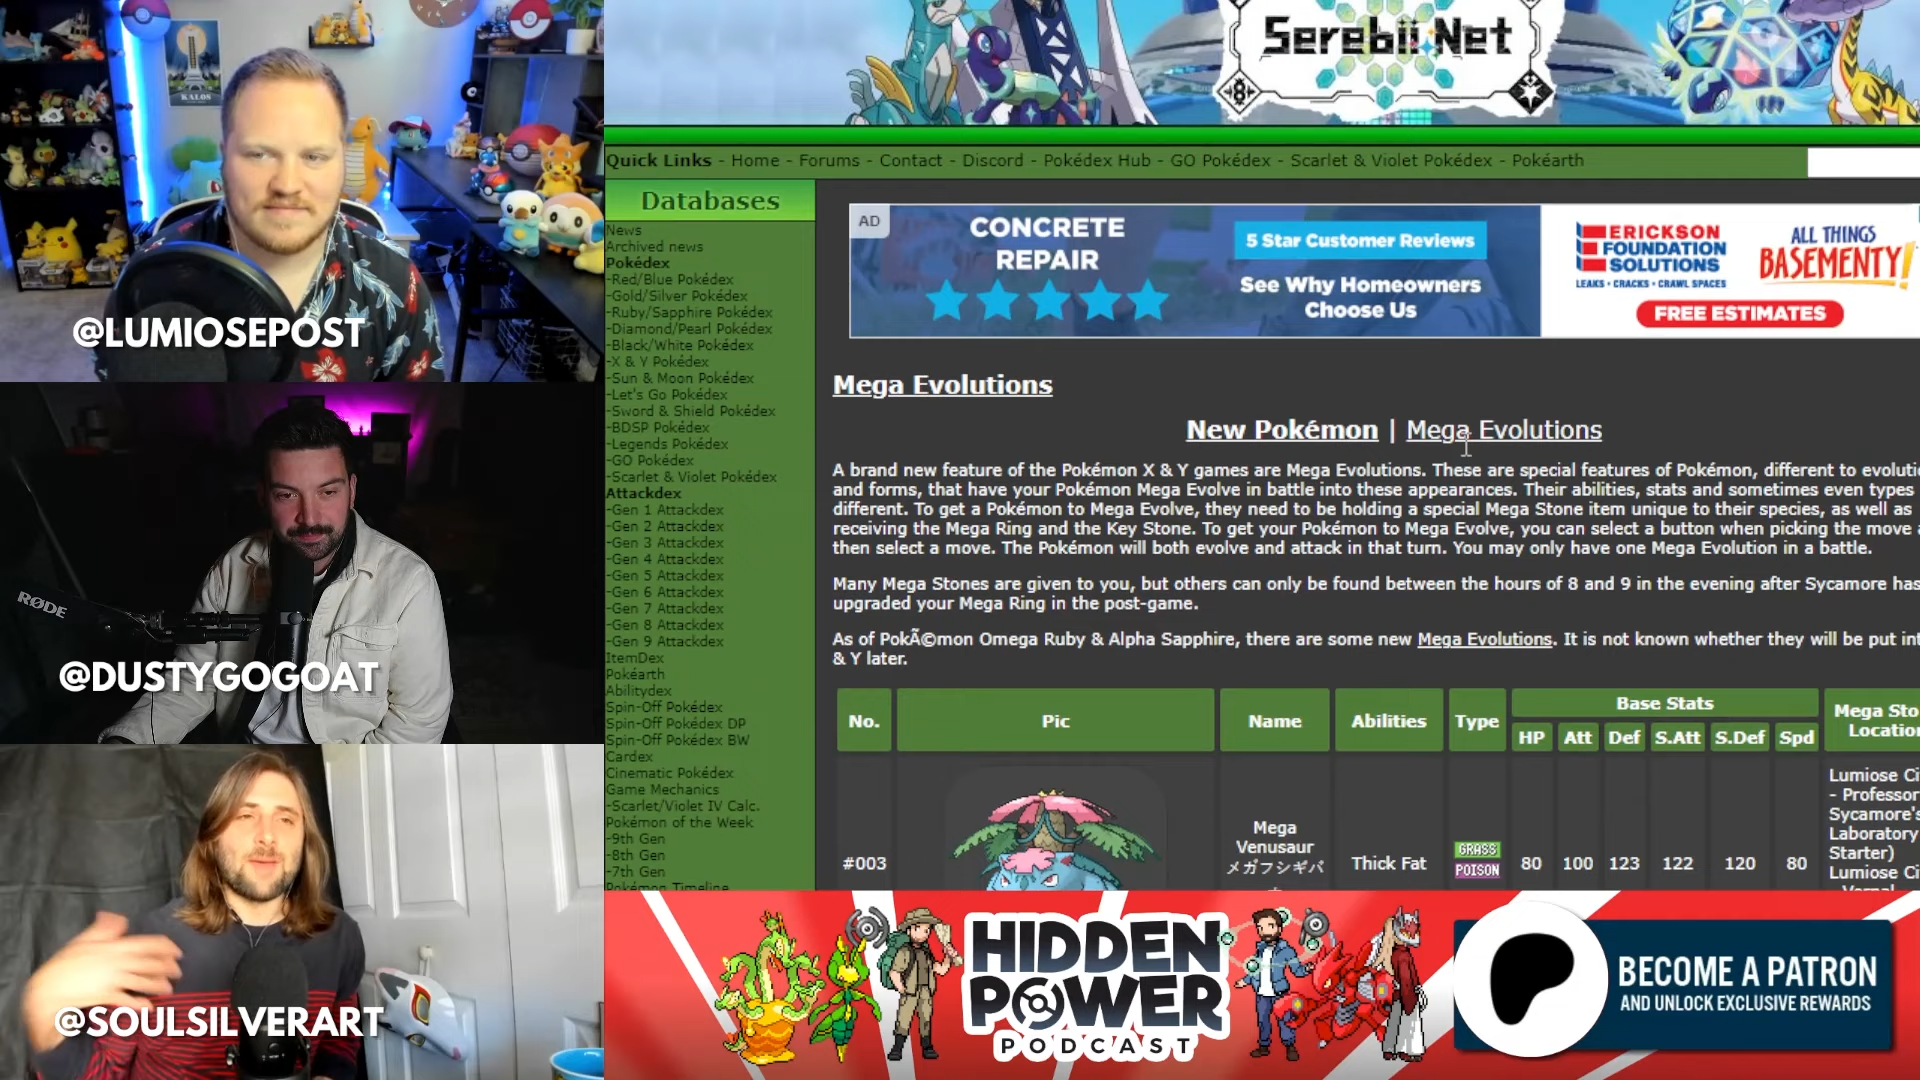 KALOS
@LUMIOSEPOST
RØDE
@DUSTYGOGOAT
@SOULSILVERART
Serebii.Net
Quick Links - Home - Forums - Contact - Discord - Pokédex Hub - GO Pokédex - Scarlet & Violet Pokédex - Pokéarth
Databases
News
Archived news
Pokédex
-Red/Blue Pokédex
-Gold/Silver Pokédex
-Ruby/Sapphire Pokédex
-Diamond/Pearl Pokédex
-Black/White Pokédex
-X & Y Pokédex
-Sun & Moon Pokédex
-Let's Go Pokédex
-Sword & Shield Pokédex
-BDSP Pokédex
-Legends Pokédex
-GO Pokédex
-Scarlet & Violet Pokédex
Attackdex
-Gen 1 Attackdex
-Gen 2 Attackdex
-Gen 3 Attackdex
-Gen 4 Attackdex
-Gen 5 Attackdex
-Gen 6 Attackdex
-Gen 7 Attackdex
-Gen 8 Attackdex
-Gen 9 Attackdex
ItemDex
Pokéarth
Abilitydex
Spin-Off Pokédex
Spin-Off Pokédex DP
Spin-Off Pokédex BW
Cardex
Cinematic Pokédex
Game Mechanics
-Scarlet/Violet IV Calc.
Pokémon of the Week
-9th Gen
-8th Gen
-7th Gen
Pokémon Timeline
AD
CONCRETE
REPAIR
5 Star Customer Reviews
See Why Homeowners
Choose Us
ERICKSON
FOUNDATION
SOLUTIONS
LEAKS • CRACKS • CRAWL SPACES
ALL THINGS
BASEMENTY!
FREE ESTIMATES
Mega Evolutions
New Pokémon | Mega Evolutions
A brand new feature of the Pokémon X & Y games are Mega Evolutions. These are special features of Pokémon, different to evoluti
and forms, that have your Pokémon Mega Evolve in battle into these appearances. Their abilities, stats and sometimes even types
different. To get a Pokémon to Mega Evolve, they need to be holding a special Mega Stone item unique to their species, as well as
receiving the Mega Ring and the Key Stone. To get your Pokémon to Mega Evolve, you can select a button when picking the move a
then select a move. The Pokémon will both evolve and attack in that turn. You may only have one Mega Evolution in a battle.
Many Mega Stones are given to you, but others can only be found between the hours of 8 and 9 in the evening after Sycamore has
upgraded your Mega Ring in the post-game.
As of PokÃ©mon Omega Ruby & Alpha Sapphire, there are some new Mega Evolutions. It is not known whether they will be put int
& Y later.
No. Pic Name Abilities Type Base Stats Mega Sto
Location
HP Att Def S.Att S.Def Spd
#003
Mega
Venusaur
メガフシギバ
ナ
Thick Fat
GRASS
POISON
80 100 123 122 120 80
Lumiose Ci
- Professor
Sycamore's
Laboratory
Starter)
Lumiose Ci
- Vernal
HIDDEN
POWER
PODCAST
BECOME A PATRON
AND UNLOCK EXCLUSIVE REWARDS